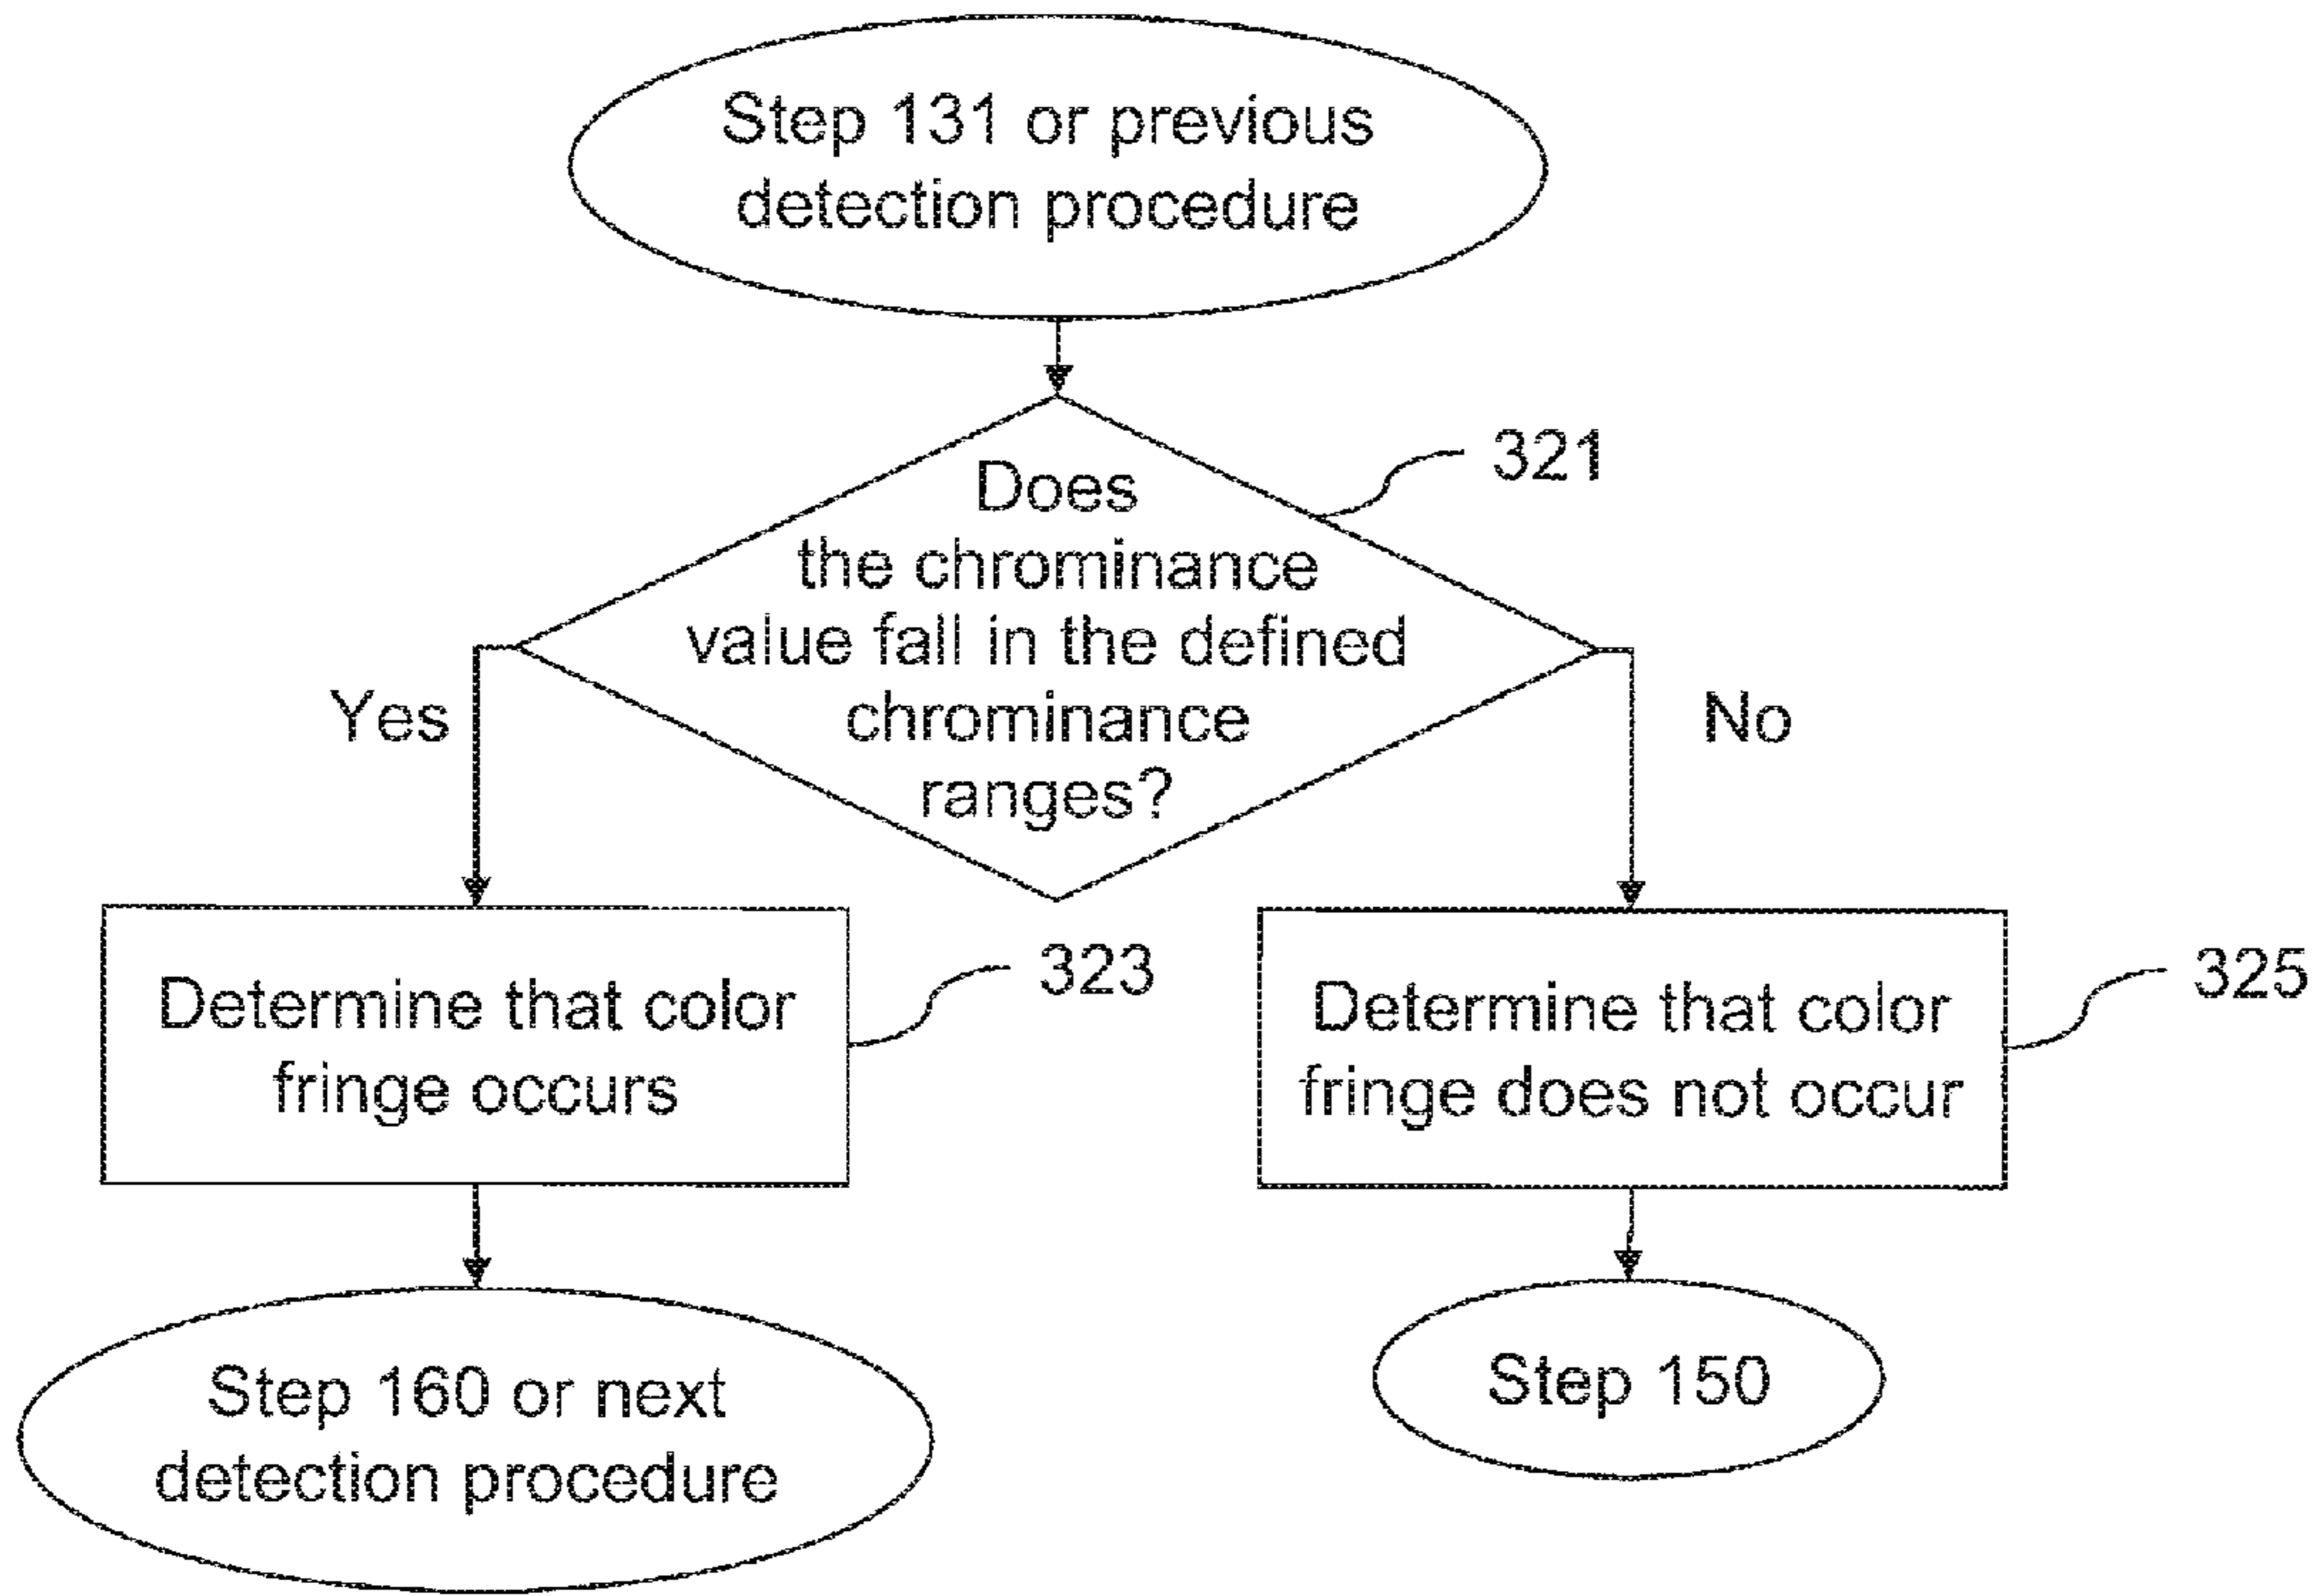 Step 131 or previous
detection procedure
321
Does
the chrominance
value fall in the defined
chrominance
ranges?
Yes
No
323
325
Determine that color
fringe occurs
Determine that color
fringe does not occur
Step 160 or next
detection procedure
Step 150